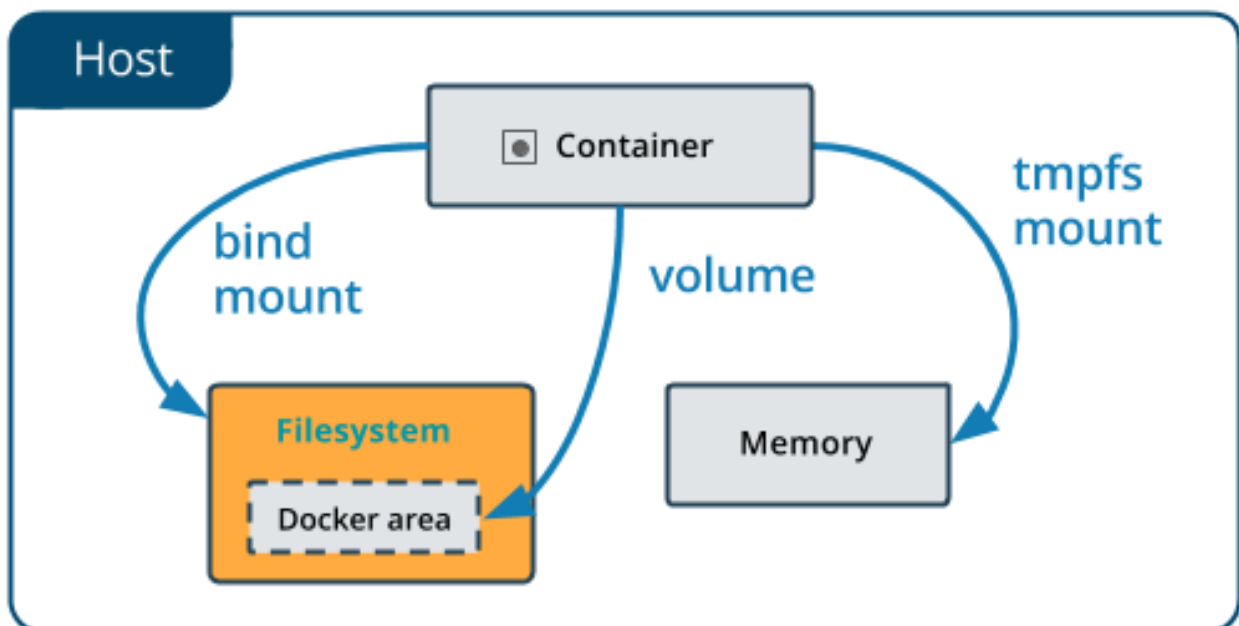 Host
Container
bind
mount
volume
tmpfs
mount
Filesystem
Docker area
Memory